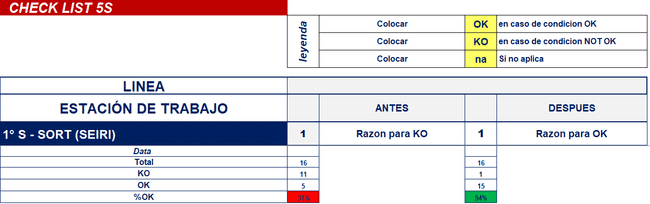 CHECK LIST 5S
leyenda
Colocar OK en caso de condicion OK
Colocar KO en caso de condicion NOT OK
Colocar na Si no aplica
LINEA
ESTACIÓN DE TRABAJO ANTES DESPUES
1° S - SORT (SEIRI) 1 Razon para KO 1 Razon para OK
Data
Total 16 16
KO 11 1
OK 5 15
%OK 31% 94%